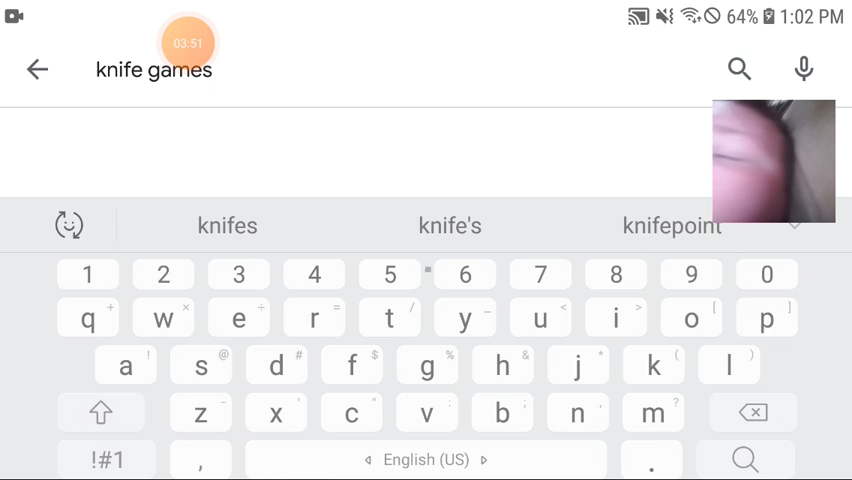 64% 1:02 PM
03:51
knife games
knifes knife's knifepoint
1 2 3 4 5 6 7 8 9 0
q + w × e ÷ r = t / y _ u < i > o [ p ]
a ! s @ d # f $ g % h & j * k ( l )
z - x ' c " v : b ; n , m ?
!#1 , English (US) .